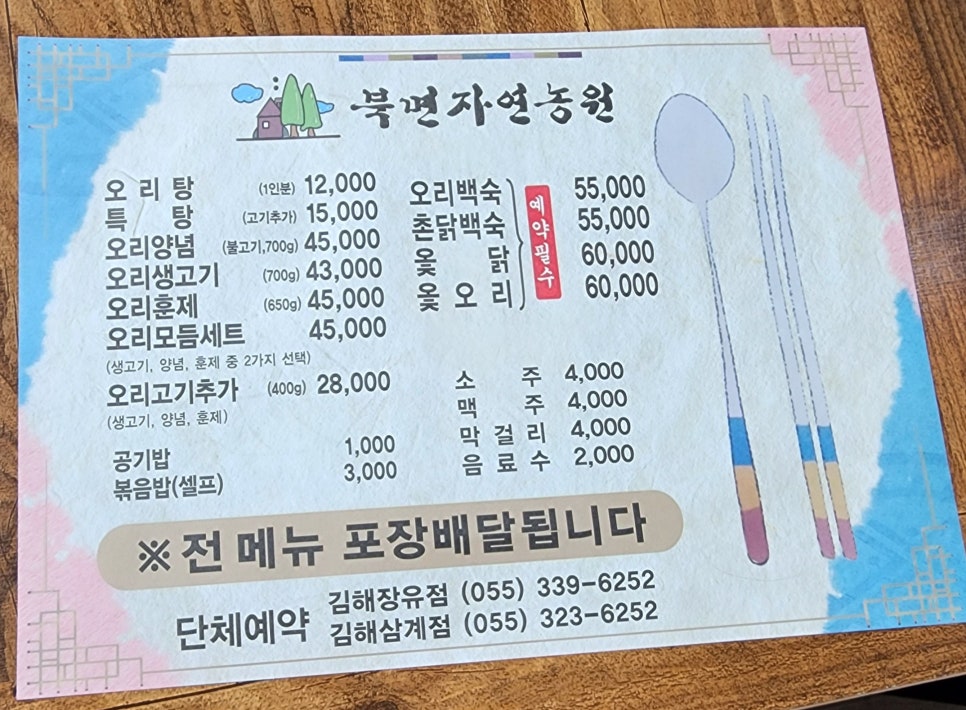 북면자연농원
오리탕 (1인분) 12,000
특탕 (고기추가) 15,000
오리양념 (불고기,700g) 45,000
오리생고기 (700g) 43,000
오리훈제 (650g) 45,000
오리모듬세트 45,000
(생고기, 양념, 훈제 중 2가지 선택)
오리고기추가 (400g) 28,000
(생고기, 양념, 훈제)
공기밥 1,000
볶음밥(셀프) 3,000
오리백숙 55,000
촌닭백숙 55,000
옻닭 60,000
옻오리 60,000
예약필수
소주 4,000
맥주 4,000
막걸리 4,000
음료수 2,000
※전메뉴 포장배달됩니다
단체예약
김해장유점 (055) 339-6252
김해삼계점 (055) 323-6252